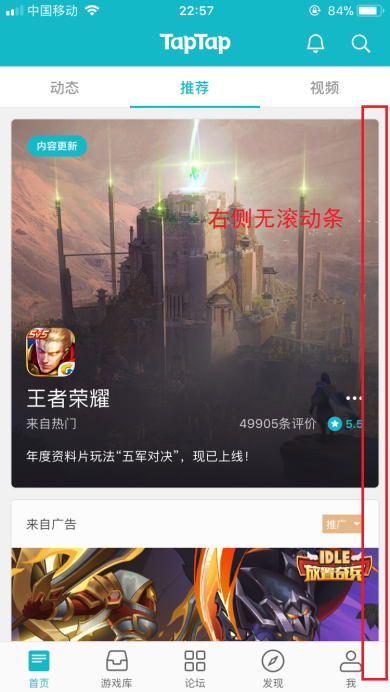 中国移动 22:57 84%
TapTap
动态 推荐 视频
内容更新
右侧无滚动条
5V5
王者荣耀
来自热门 49905条评价 5.5
年度资料片玩法“五军对决”，现已上线！
来自广告 推广
IDLE
放置奇兵
首页 游戏库 论坛 发现 我